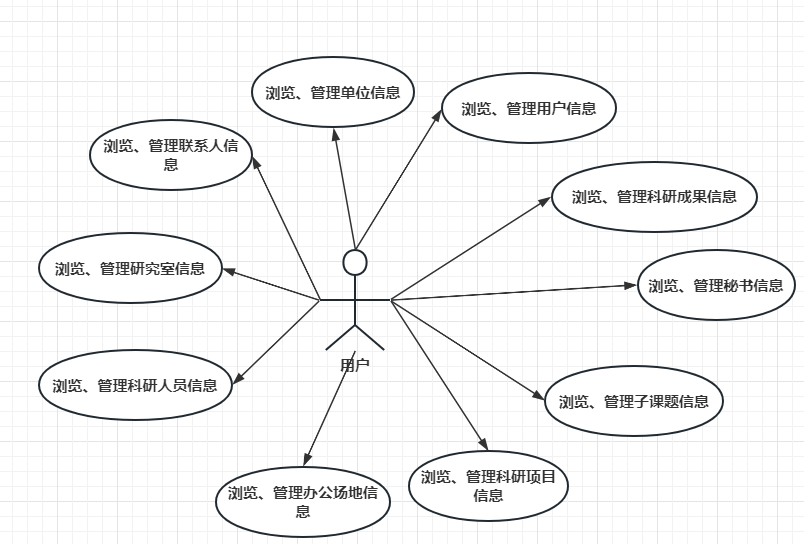 浏览、管理单位信息
浏览、管理用户信息
浏览、管理联系人信
息
浏览、管理科研成果信息
浏览、管理研究室信息
浏览、管理秘书信息
用户
浏览、管理科研人员信息
浏览、管理子课题信息
浏览、管理科研项目
信息
浏览、管理办公场地信
息